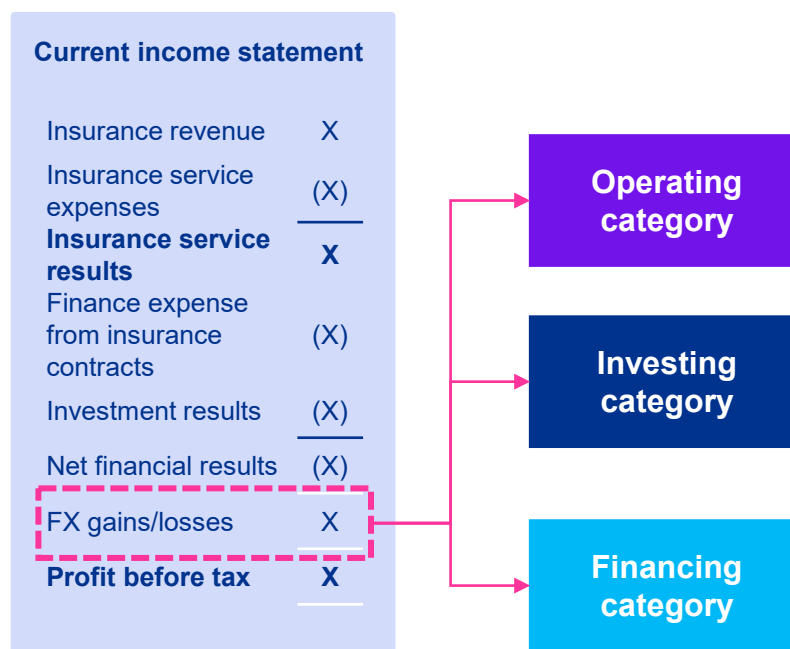 Current income statement
Insurance revenue X
Insurance service
expenses (X)
Insurance service
results X
Finance expense
from insurance
contracts (X)
Investment results (X)
Net financial results (X)
FX gains/losses X
Profit before tax X
Operating
category
Investing
category
Financing
category